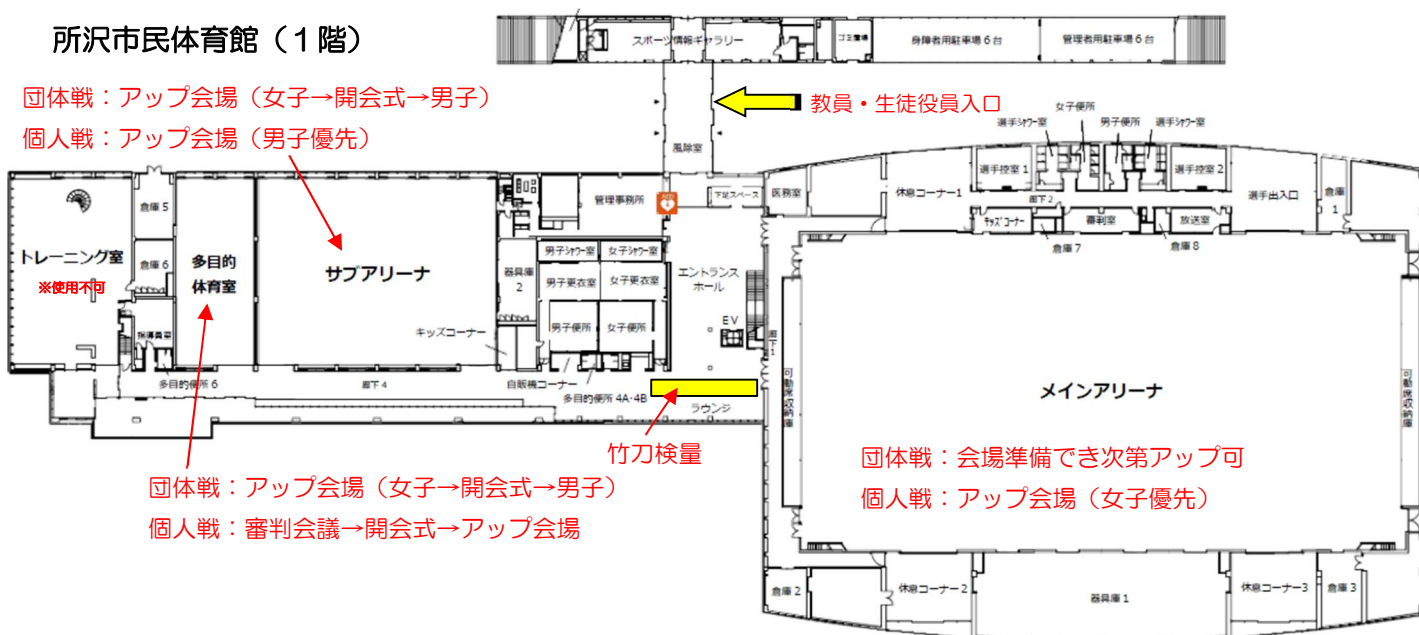 所沢市民体育館（１階）
団体戦：アップ会場（女子→開会式→男子）
個人戦：アップ会場（男子優先）
スポーツ情報ギャラリー
ゴミ置場
身障者用駐車場６台
管理者用駐車場６台
教員・生徒役員入口
風除室
女子便所
選手シャワー室
男子便所
選手シャワー室
トレーニング室
※使用不可
倉庫５
倉庫６
指導員室
多目的
体育室
サブアリーナ
管理事務所
AED
下足スペース
医務室
器具庫
2
男子シャワー室
女子シャワー室
男子更衣室
女子更衣室
男子便所
女子便所
キッズコーナー
エントランス
ホール
EV
廊下1
多目的便所６
廊下４
自販機コーナー
多目的便所 4A･4B
ラウンジ
竹刀検量
休息コーナー1
選手控室１
廊下２
選手控室２
選手出入口
倉庫
1
キッズコーナー
審判室
放送室
倉庫７
倉庫８
メインアリーナ
可動席収納庫
可動席収納庫
団体戦：会場準備でき次第アップ可
個人戦：アップ会場（女子優先）
団体戦：アップ会場（女子→開会式→男子）
個人戦：審判会議→開会式→アップ会場
倉庫２
休息コーナー2
器具庫１
休息コーナー3
倉庫３